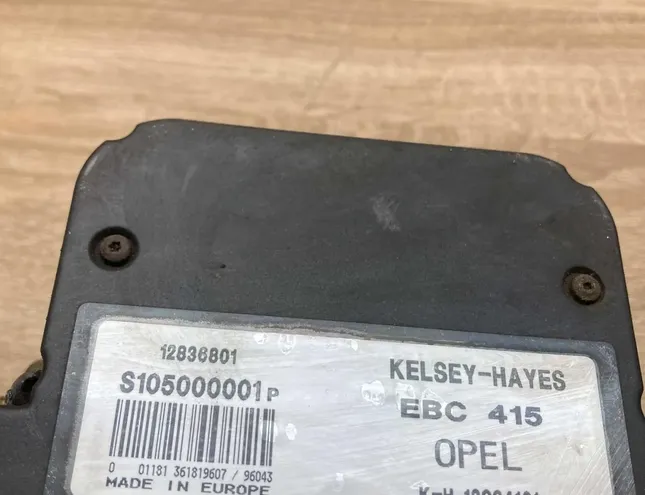 12836801
S105000001P
0 01181 361819607 / 96043
MADE IN EUROPE
KELSEY-HAYES
EBC 415
OPEL
K-H